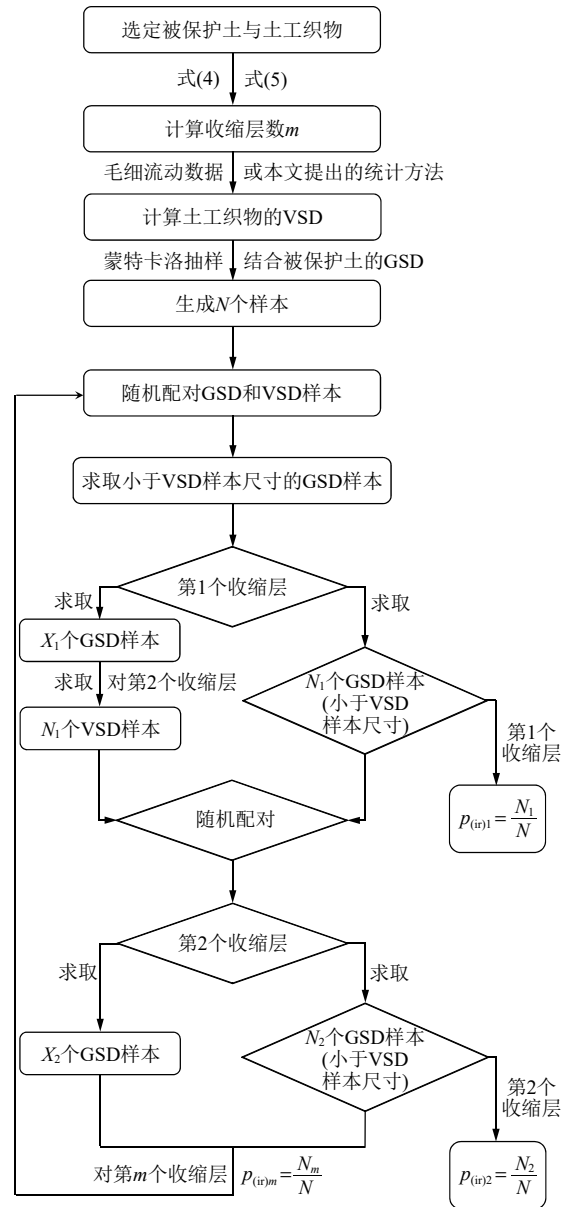 选定被保护土与土工织物
式(4) 式(5)
计算收缩层数m
毛细流动数据 或本文提出的统计方法
计算土工织物的VSD
蒙特卡洛抽样 结合被保护土的GSD
生成N个样本
随机配对GSD和VSD样本
求取小于VSD样本尺寸的GSD样本
第1个收缩层
求取
求取
X₁个GSD样本
求取 对第2个收缩层
N₁个VSD样本
N₁个GSD样本
(小于VSD
样本尺寸)
第1个
收缩层
p₍ᵢᵣ₎₁ = N₁/N
随机配对
第2个收缩层
求取
求取
X₂个GSD样本
N₂个GSD样本
(小于VSD
样本尺寸)
第2个
收缩层
p₍ᵢᵣ₎₂ = N₂/N
对第m个收缩层 p₍ᵢᵣ₎ₘ = Nₘ/N